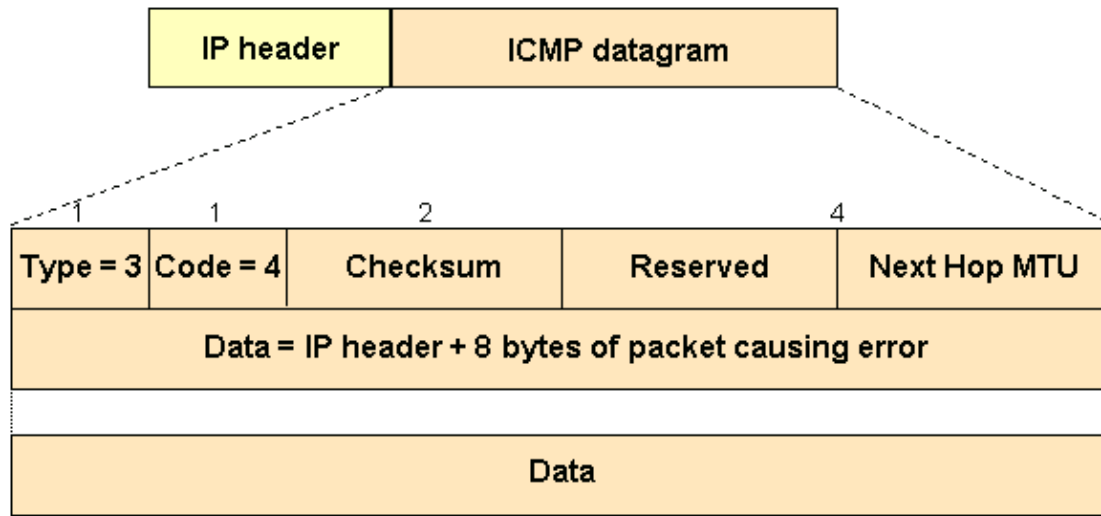 IP header ICMP datagram
1 1 2 4
Type = 3 Code = 4 Checksum Reserved Next Hop MTU
Data = IP header + 8 bytes of packet causing error
Data